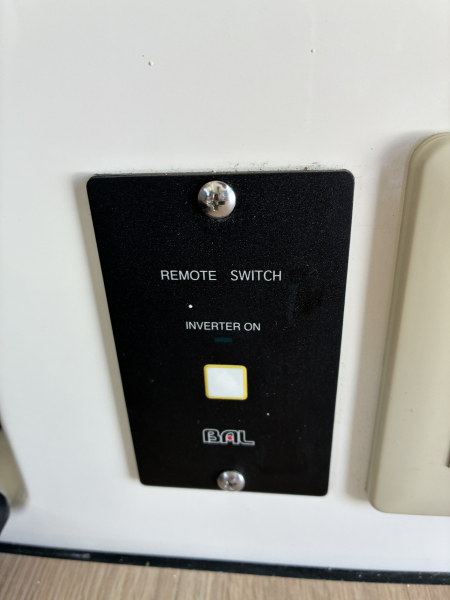 REMOTE SWITCH
INVERTER ON
BAL